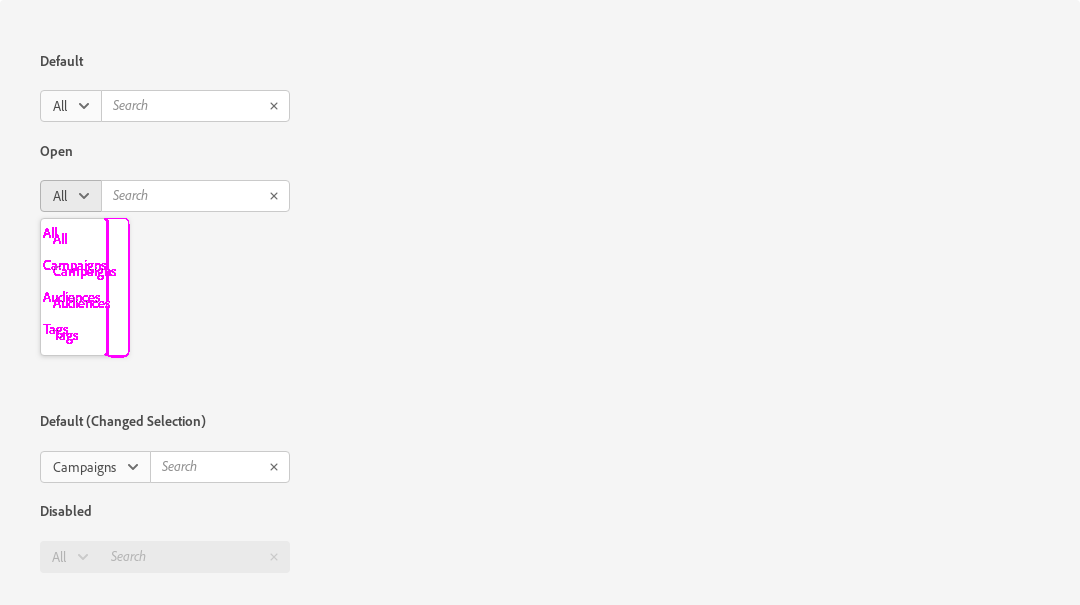 Default
All Search
Open
All Search
All
All
Campaigns
Campaigns
Audiences
Audiences
Tags
Tags
Default (Changed Selection)
Campaigns Search
Disabled
All Search